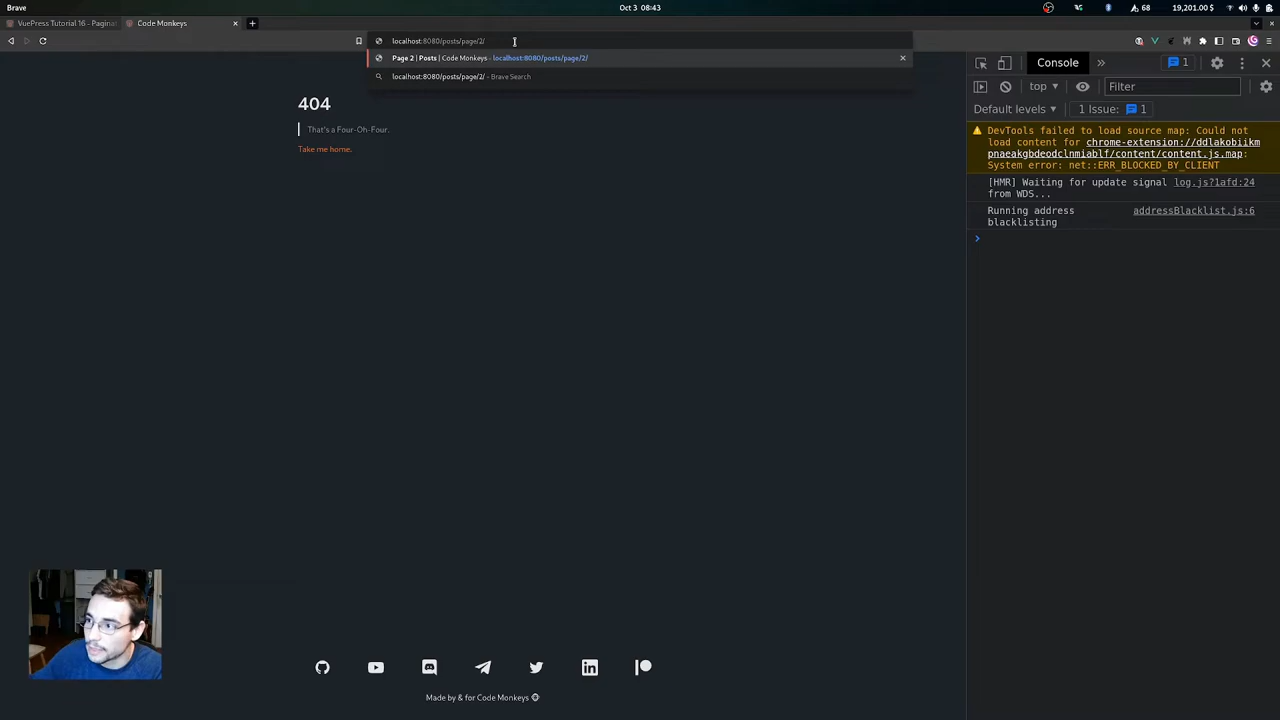 Brave
Oct 3 08:43
68
19,201.00 $
VuePress Tutorial 16 - Pagina
Code Monkeys
localhost:8080/posts/page/2/
Page 2 | Posts | Code Monkeys - localhost:8080/posts/page/2/
localhost:8080/posts/page/2/ - Brave Search
404
That's a Four-Oh-Four.
Take me home.
Console
1
top
Filter
Default levels
1 Issue: 1
DevTools failed to load source map: Could not
load content for chrome-extension://ddlakobiikm
pnaeakgbdeodclnmiablf/content/content.js.map:
System error: net::ERR_BLOCKED_BY_CLIENT
[HMR] Waiting for update signal log.js?1afd:24
from WDS...
Running address addressBlacklist.js:6
blacklisting
Made by & for Code Monkeys